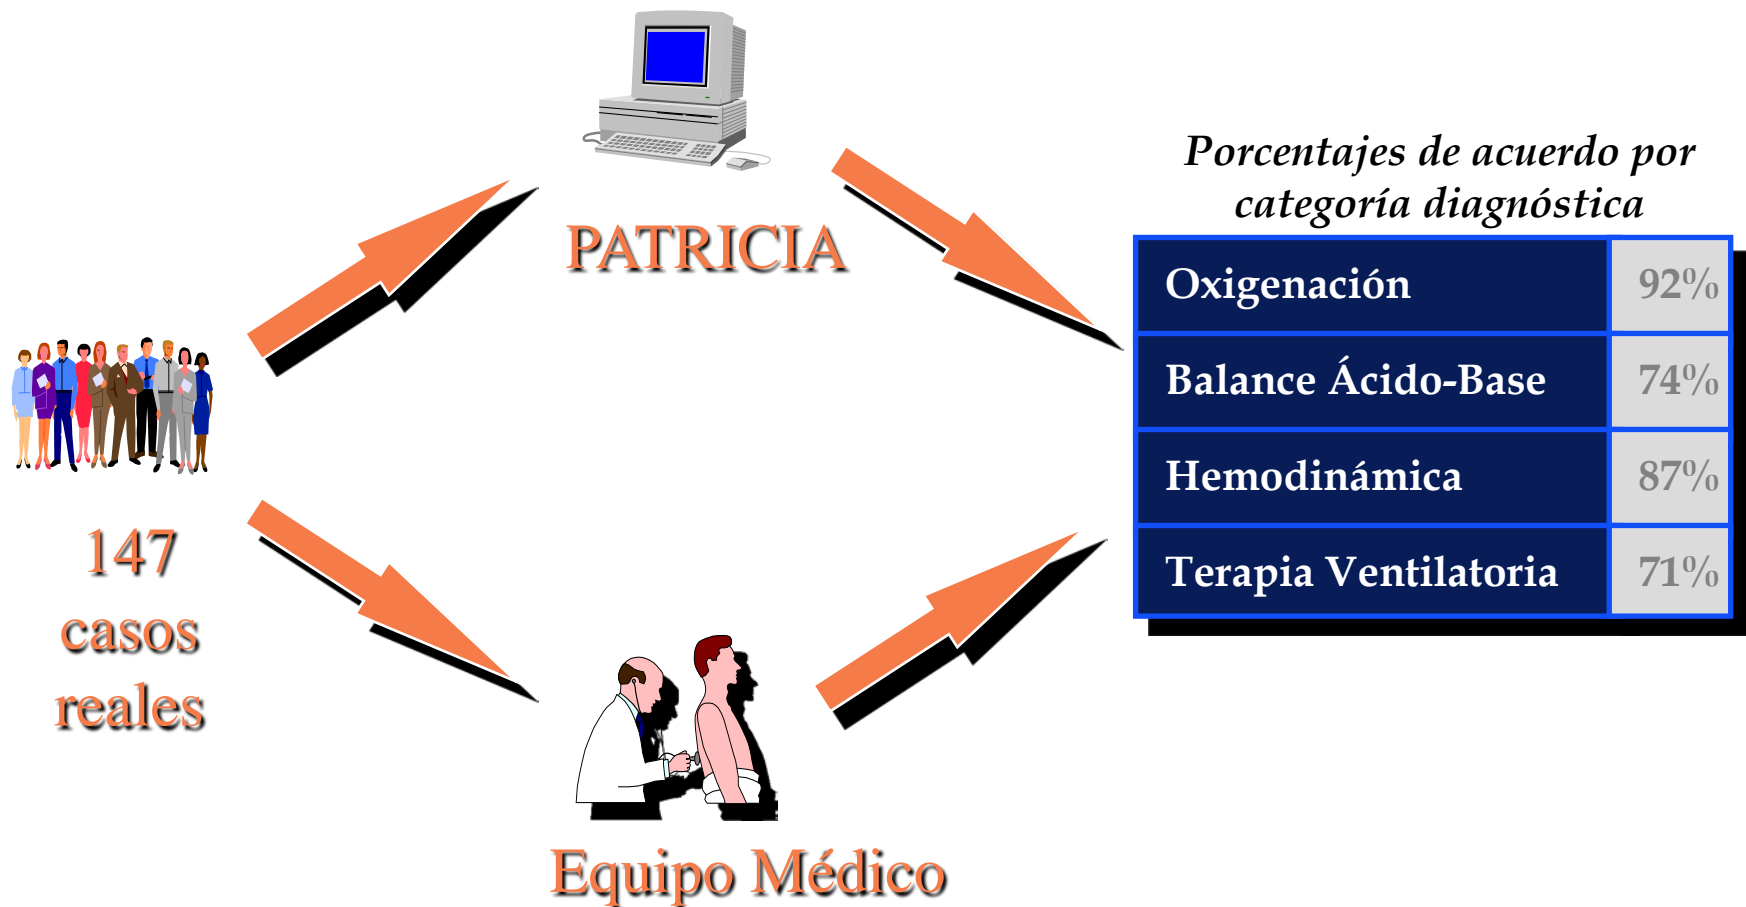 PATRICIA
147
casos
reales
Equipo Médico
Porcentajes de acuerdo por
categoría diagnóstica
Oxigenación 92%
Balance Ácido-Base 74%
Hemodinámica 87%
Terapia Ventilatoria 71%